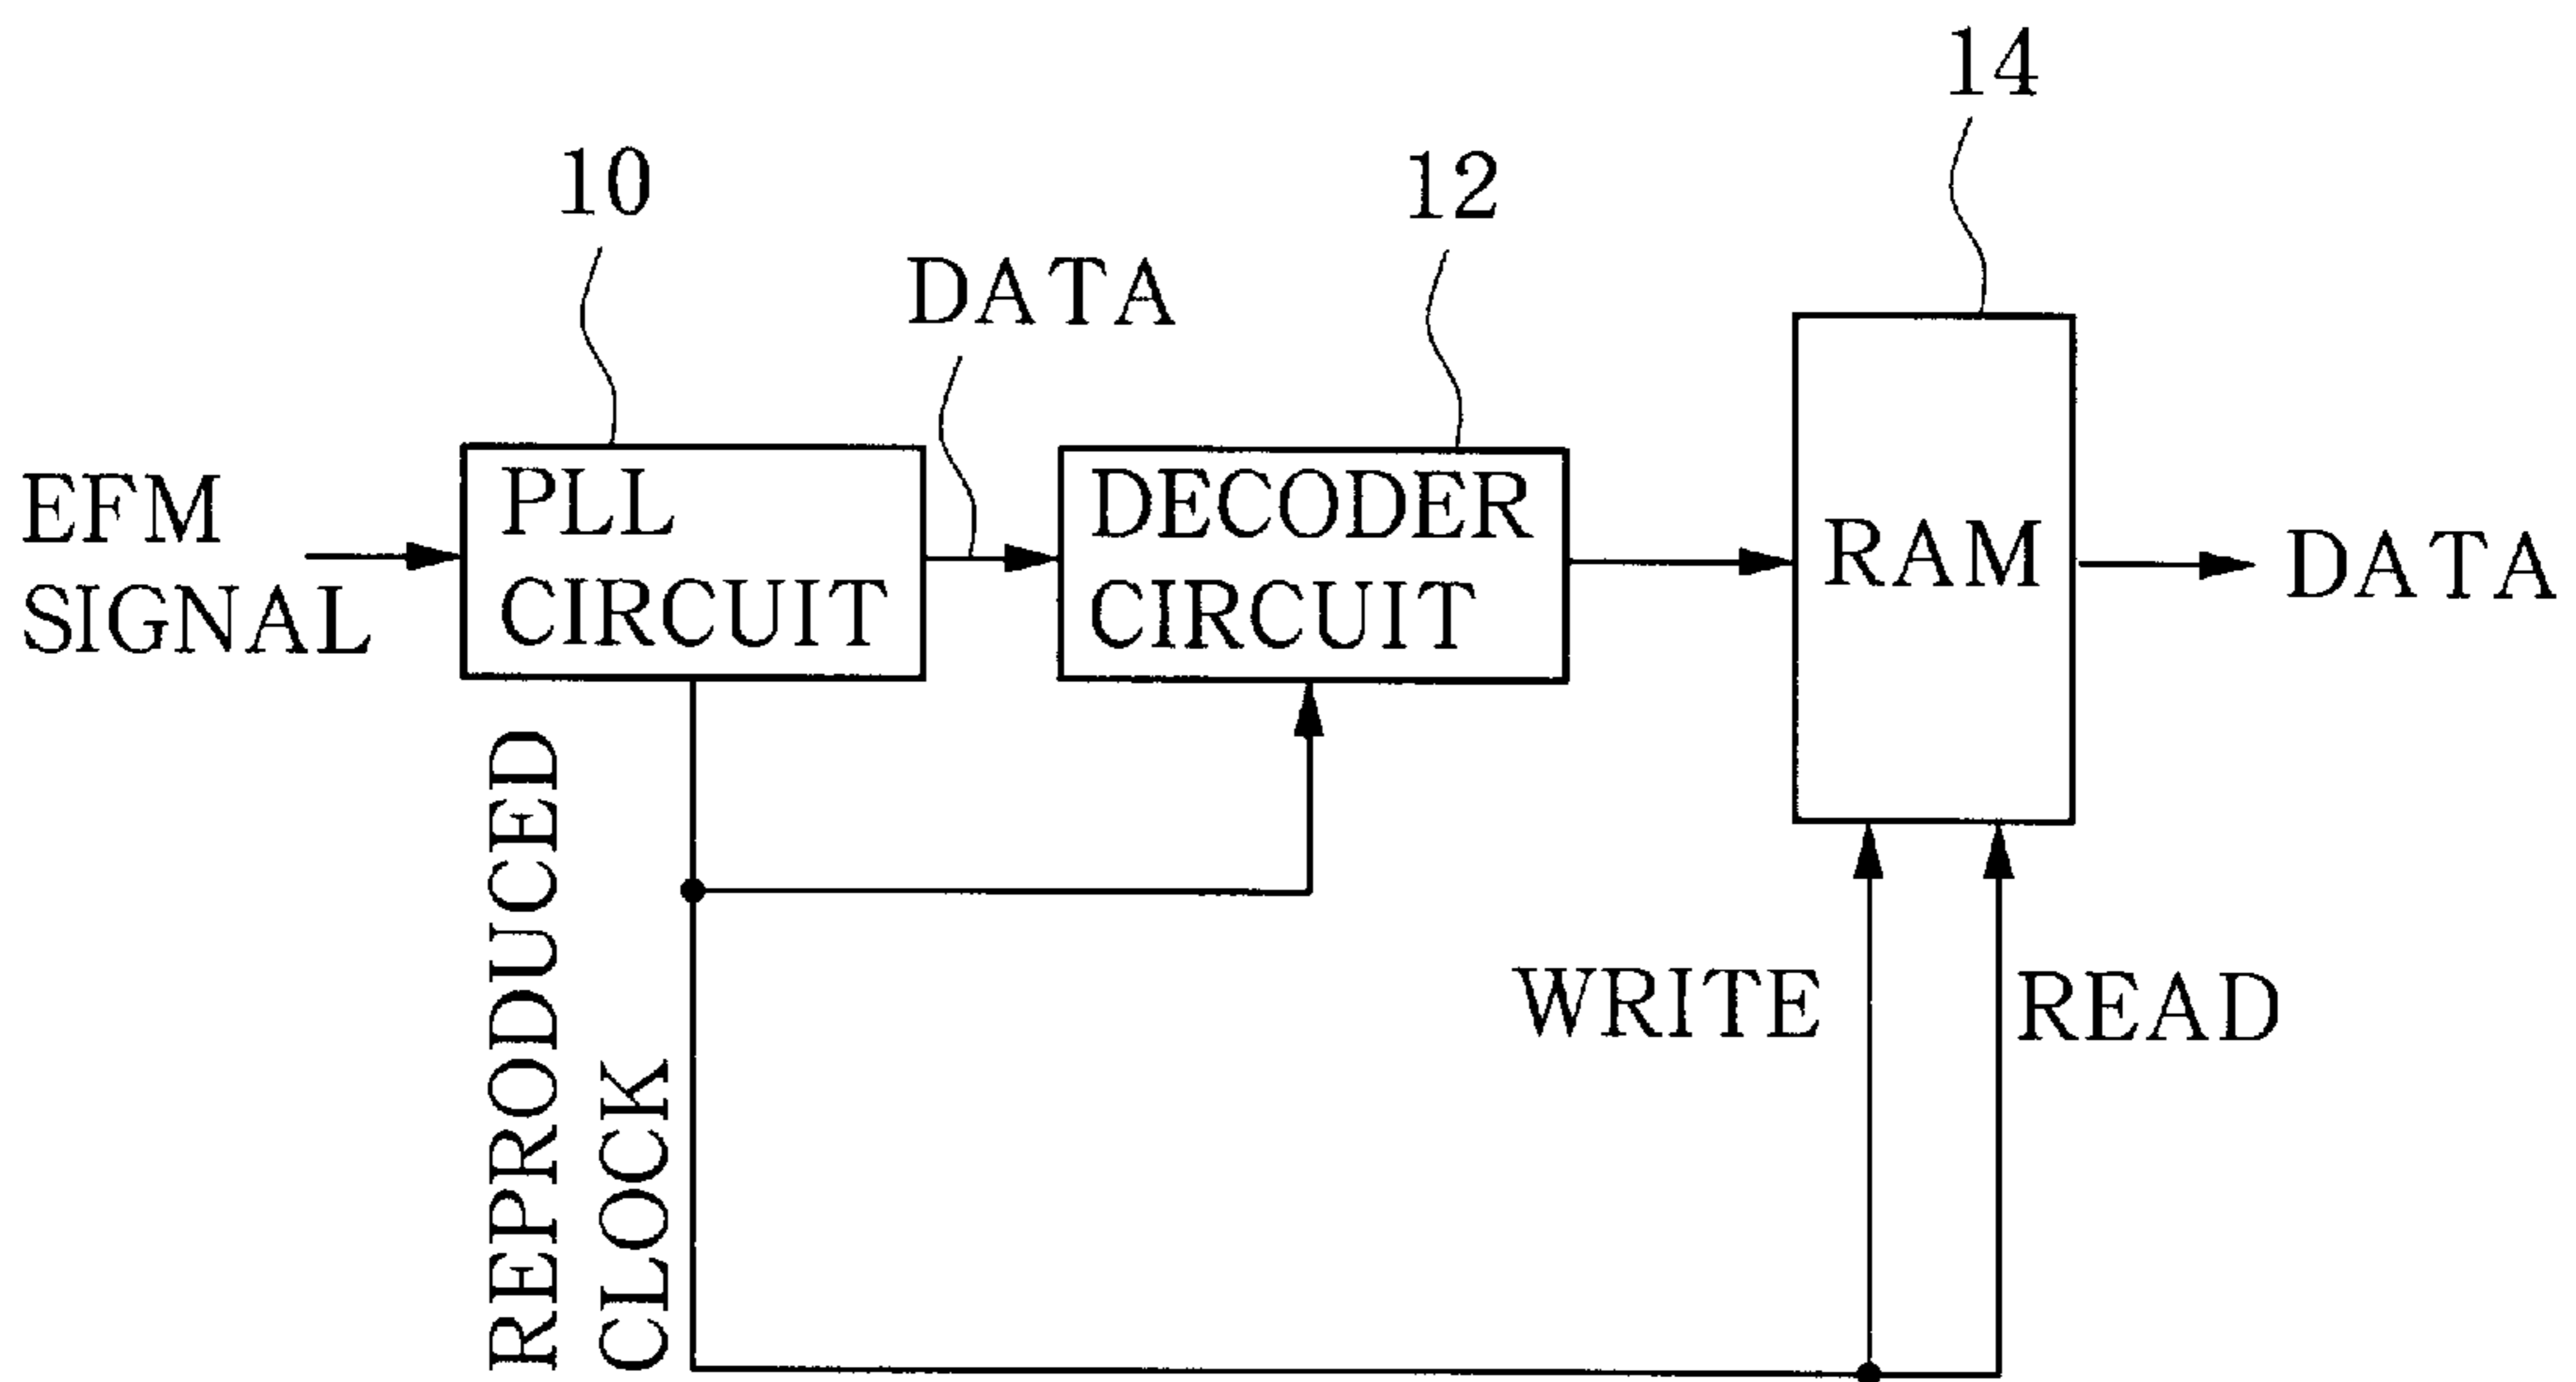 14
10
12
DATA
EFM
SIGNAL
PLL
CIRCUIT
DECODER
CIRCUIT
RAM
DATA
REPRODUCED
CLOCK
WRITE
READ